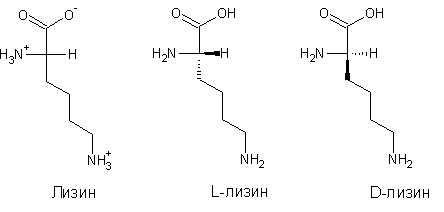 O O⁻ O OH O OH
H₃N⁺ H H₂N H H₂N H
NH₃⁺ NH₂ NH₂
Лизин L-лизин D-лизин